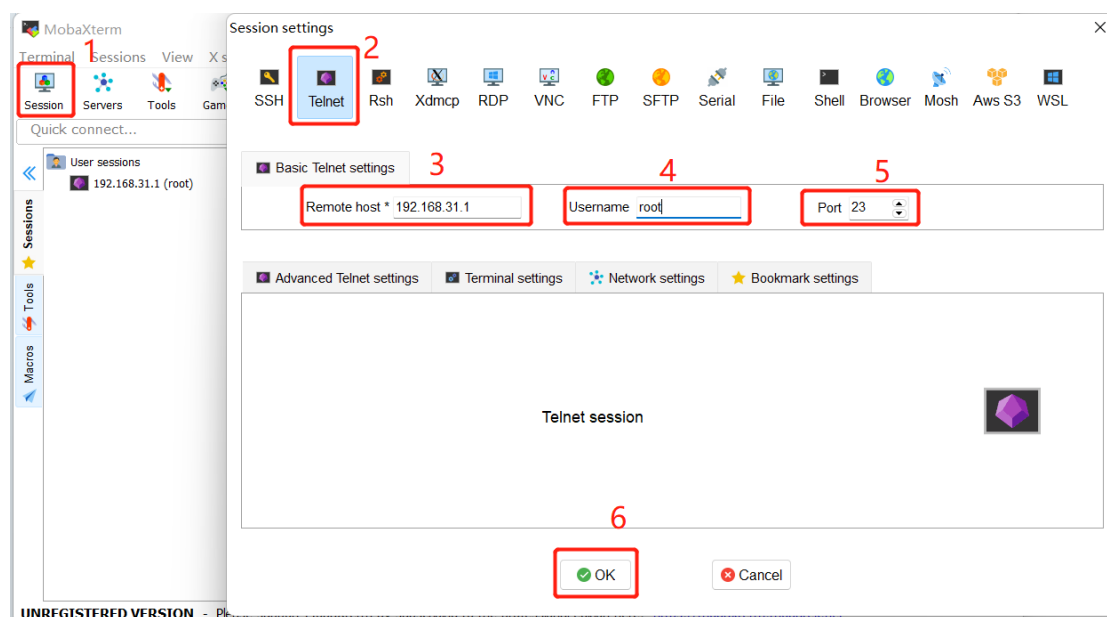 MobaXterm
Session settings
1
2
Terminal Sessions View X s
Session Servers Tools Gam
SSH Telnet Rsh Xdmcp RDP VNC FTP SFTP Serial File Shell Browser Mosh Aws S3 WSL
Quick connect...
User sessions
192.168.31.1 (root)
Sessions
Tools
Macros
Basic Telnet settings
3
4
5
Remote host * 192.168.31.1
Username root
Port 23
Advanced Telnet settings Terminal settings Network settings Bookmark settings
Telnet session
6
OK
Cancel
UNREGISTERED VERSION -